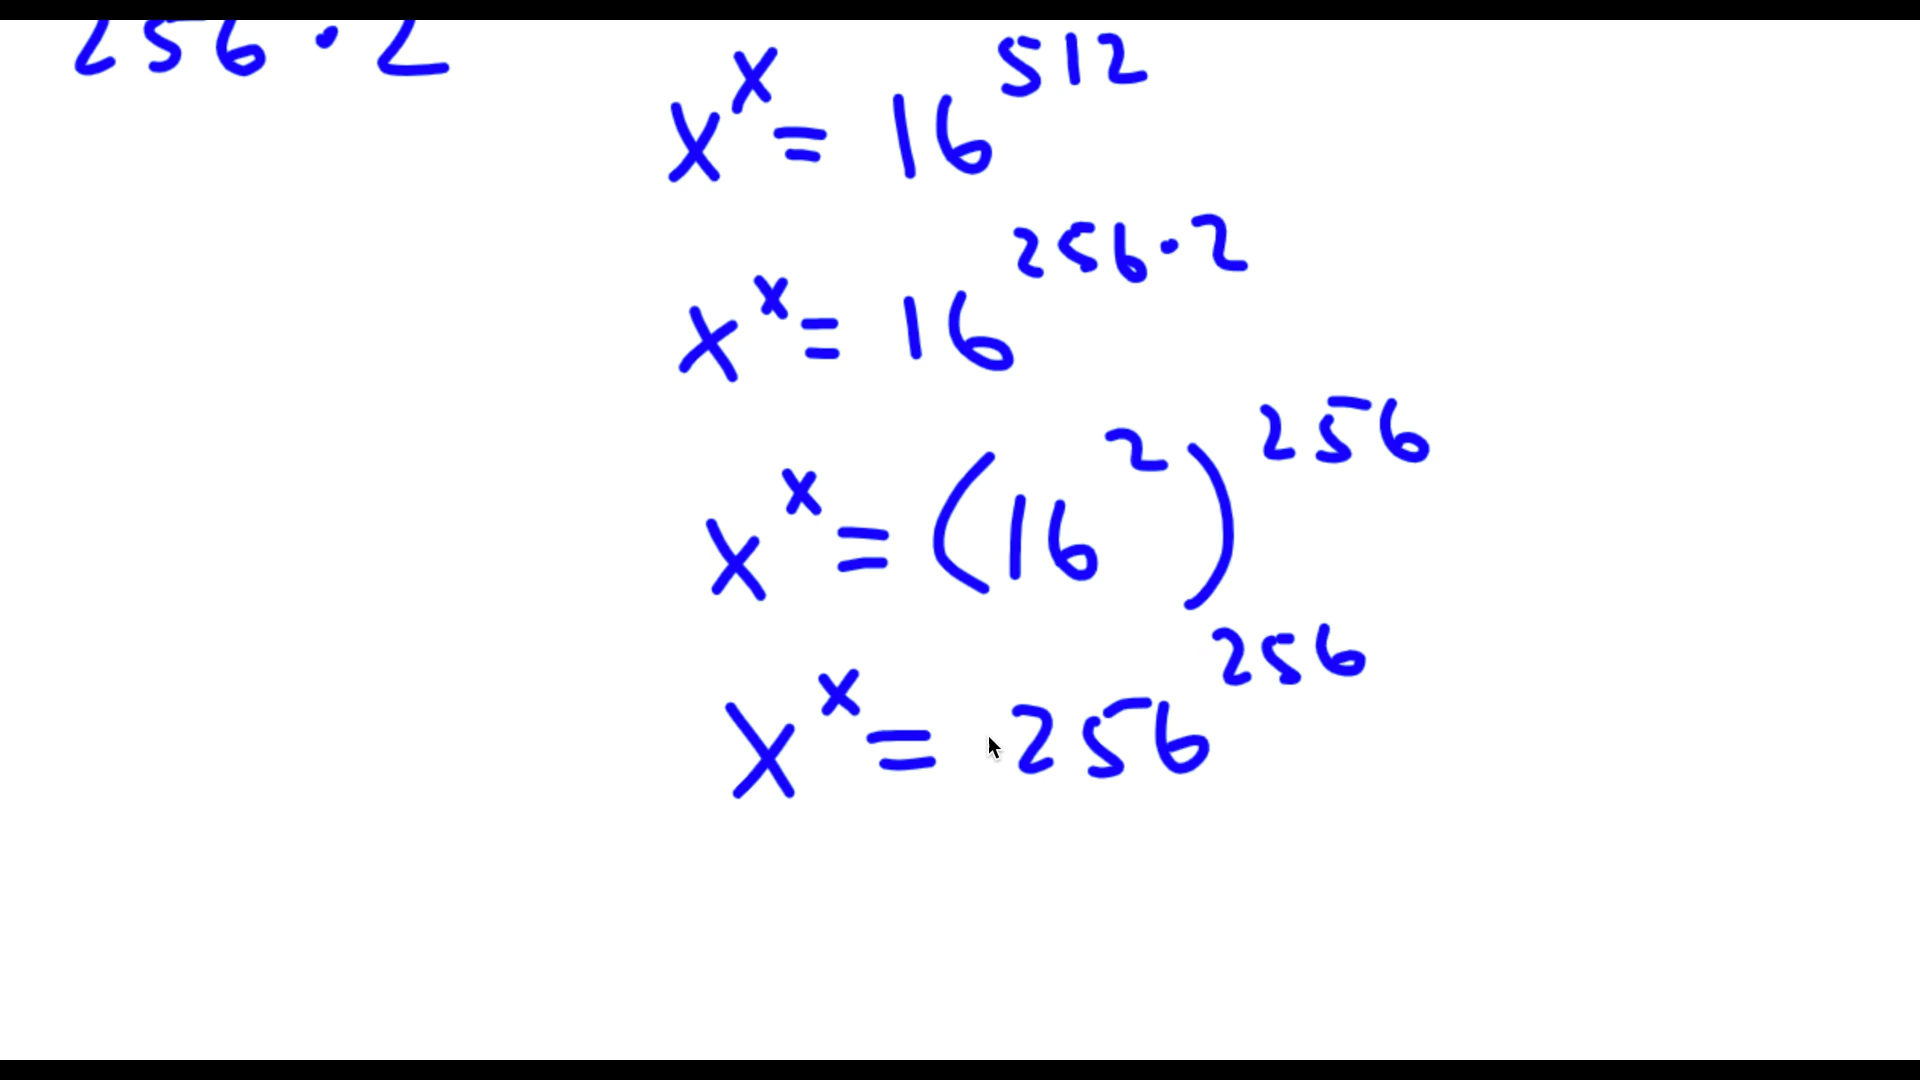 256·2
x^x = 16^512
x^x = 16^256·2
x^x = (16^2)^256
x^x = 256^256